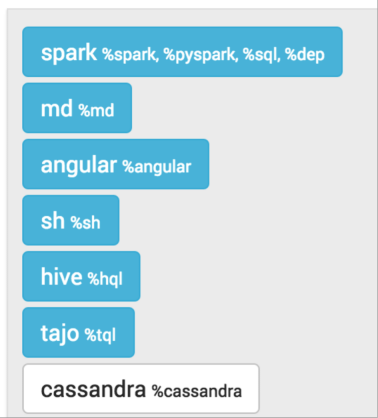 spark %spark, %pyspark, %sql, %dep
md %md
angular %angular
sh %sh
hive %hql
tajo %tql
cassandra %cassandra